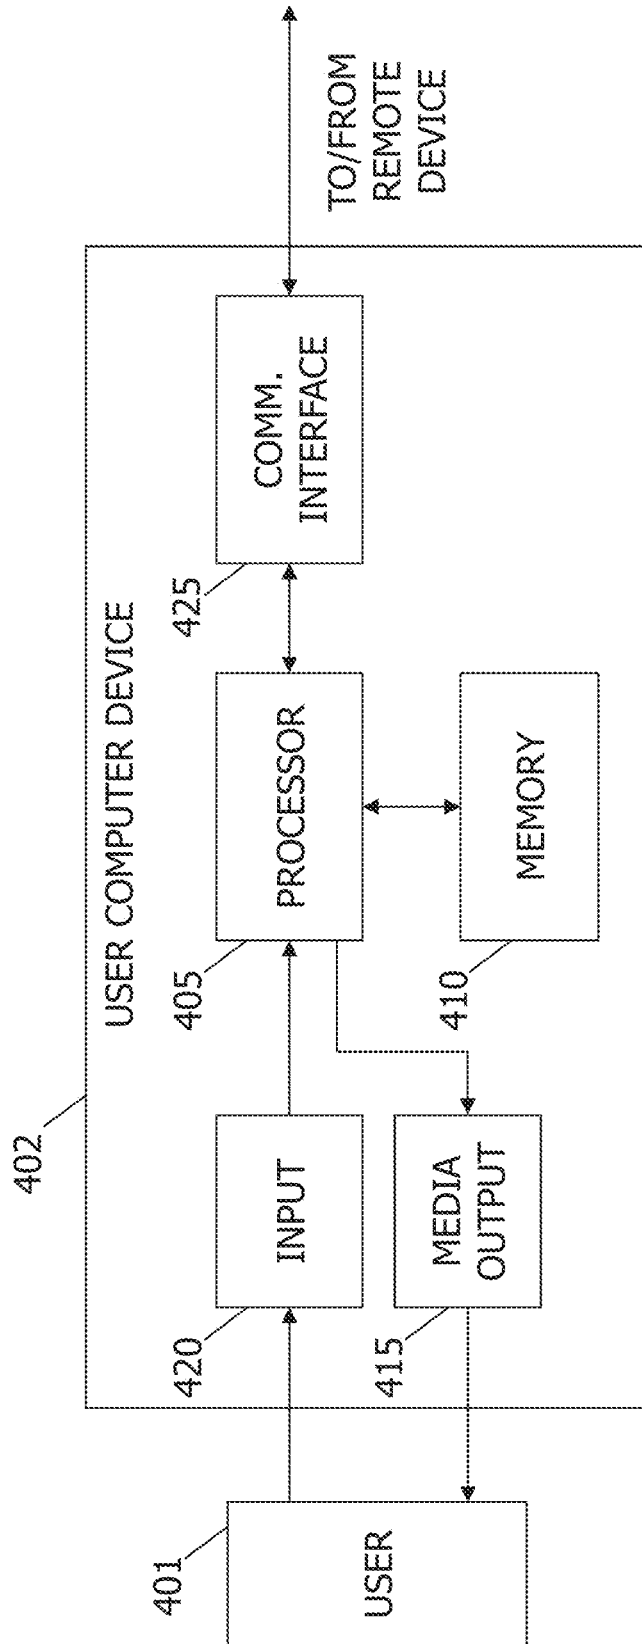 402
USER COMPUTER DEVICE
401
USER
420
INPUT
405
PROCESSOR
425
COMM.
INTERFACE
TO/FROM
REMOTE
DEVICE
415
MEDIA
OUTPUT
410
MEMORY